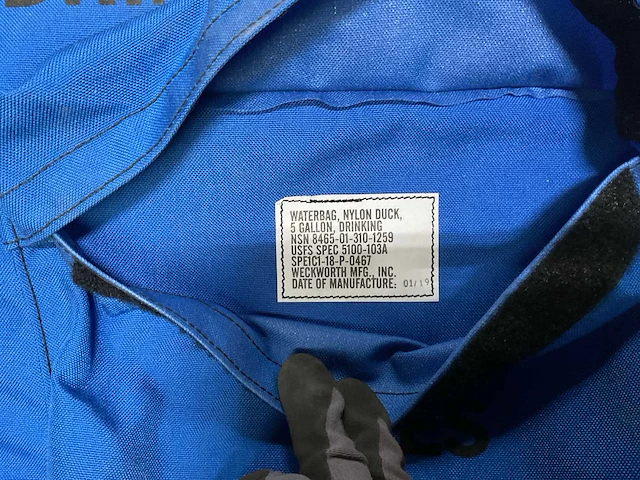 WATERBAG, NYLON DUCK,
5 GALLON, DRINKING
NSN 8465-01-310-1259
USFS SPEC 5100-103A
SPE1C1-18-P-0467
WECKWORTH MFG., INC.
DATE OF MANUFACTURE: 01/19